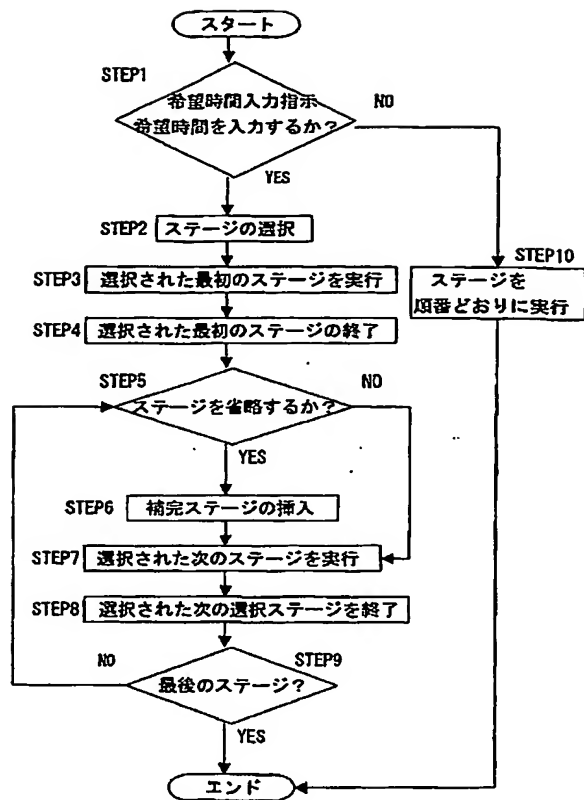 スタート
STEP1
希望時間入力指示
希望時間を入力するか？
NO
YES
STEP2
ステージの選択
STEP10
ステージを
順番どおりに実行
STEP3
選択された最初のステージを実行
STEP4
選択された最初のステージの終了
STEP5
ステージを省略するか？
NO
YES
STEP6
補完ステージの挿入
STEP7
選択された次のステージを実行
STEP8
選択された次の選択ステージを終了
NO
STEP9
最後のステージ？
YES
エンド